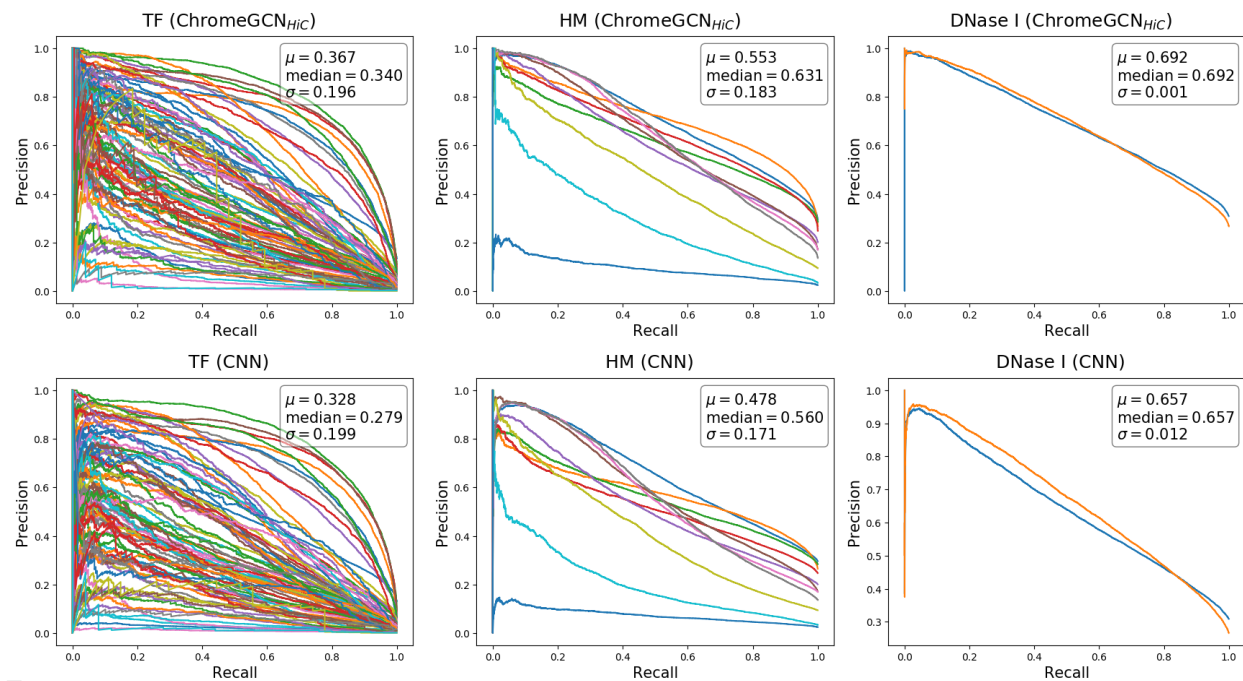 TF (ChromeGCN_HiC)
μ = 0.367
median = 0.340
σ = 0.196
Precision
1.0
0.8
0.6
0.4
0.2
0.0
0.0 0.2 0.4 0.6 0.8 1.0
Recall
HM (ChromeGCN_HiC)
μ = 0.553
median = 0.631
σ = 0.183
Precision
1.0
0.8
0.6
0.4
0.2
0.0
0.0 0.2 0.4 0.6 0.8 1.0
Recall
DNase I (ChromeGCN_HiC)
μ = 0.692
median = 0.692
σ = 0.001
Precision
1.0
0.8
0.6
0.4
0.2
0.0
0.0 0.2 0.4 0.6 0.8 1.0
Recall
TF (CNN)
μ = 0.328
median = 0.279
σ = 0.199
Precision
1.0
0.8
0.6
0.4
0.2
0.0
0.0 0.2 0.4 0.6 0.8 1.0
Recall
HM (CNN)
μ = 0.478
median = 0.560
σ = 0.171
Precision
1.0
0.8
0.6
0.4
0.2
0.0
0.0 0.2 0.4 0.6 0.8 1.0
Recall
DNase I (CNN)
μ = 0.657
median = 0.657
σ = 0.012
Precision
1.0
0.9
0.8
0.7
0.6
0.5
0.4
0.3
0.0 0.2 0.4 0.6 0.8 1.0
Recall